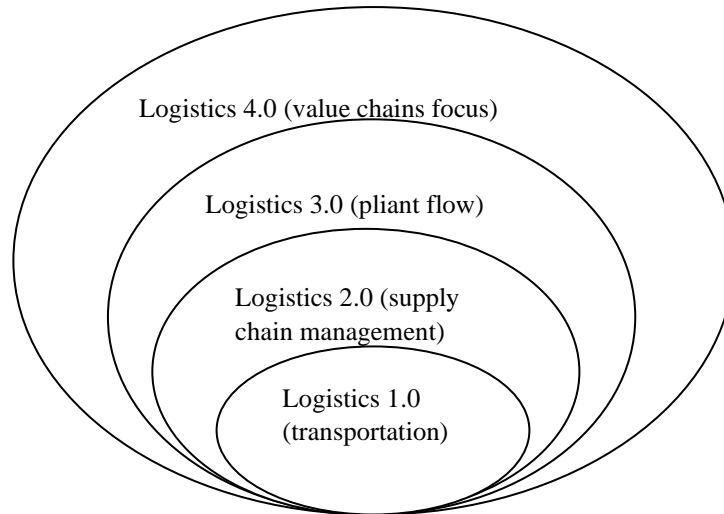 Logistics 4.0 (value chains focus)
Logistics 3.0 (pliant flow)
Logistics 2.0 (supply
chain management)
Logistics 1.0
(transportation)